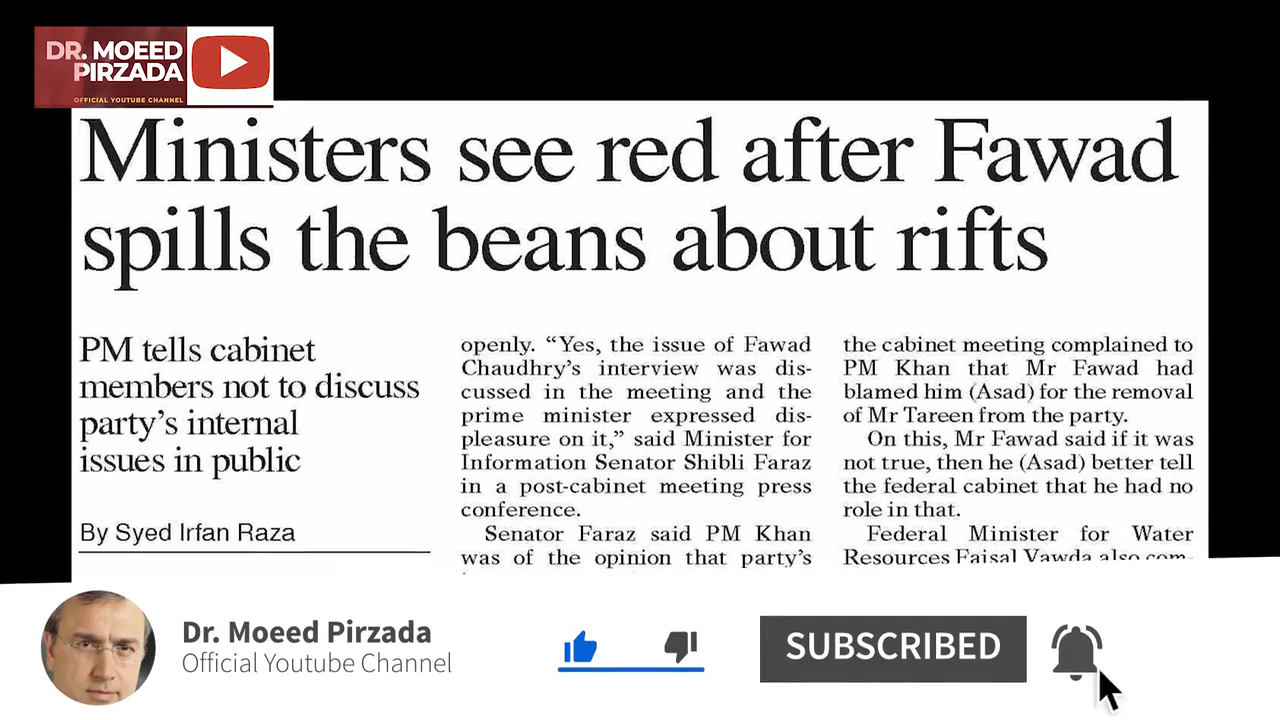 DR. MOEED
PIRZADA
OFFICIAL YOUTUBE CHANNEL
Ministers see red after Fawad
spills the beans about rifts
PM tells cabinet
members not to discuss
party's internal
issues in public
By Syed Irfan Raza
openly. “Yes, the issue of Fawad
Chaudhry's interview was dis-
cussed in the meeting and the
prime minister expressed dis-
pleasure on it,” said Minister for
Information Senator Shibli Faraz
in a post-cabinet meeting press
conference.
Senator Faraz said PM Khan
was of the opinion that party's
the cabinet meeting complained to
PM Khan that Mr Fawad had
blamed him (Asad) for the removal
of Mr Tareen from the party.
On this, Mr Fawad said if it was
not true, then he (Asad) better tell
the federal cabinet that he had no
role in that.
Federal Minister for Water
Resources Faisal Vawda also com-
Dr. Moeed Pirzada
Official Youtube Channel
SUBSCRIBED